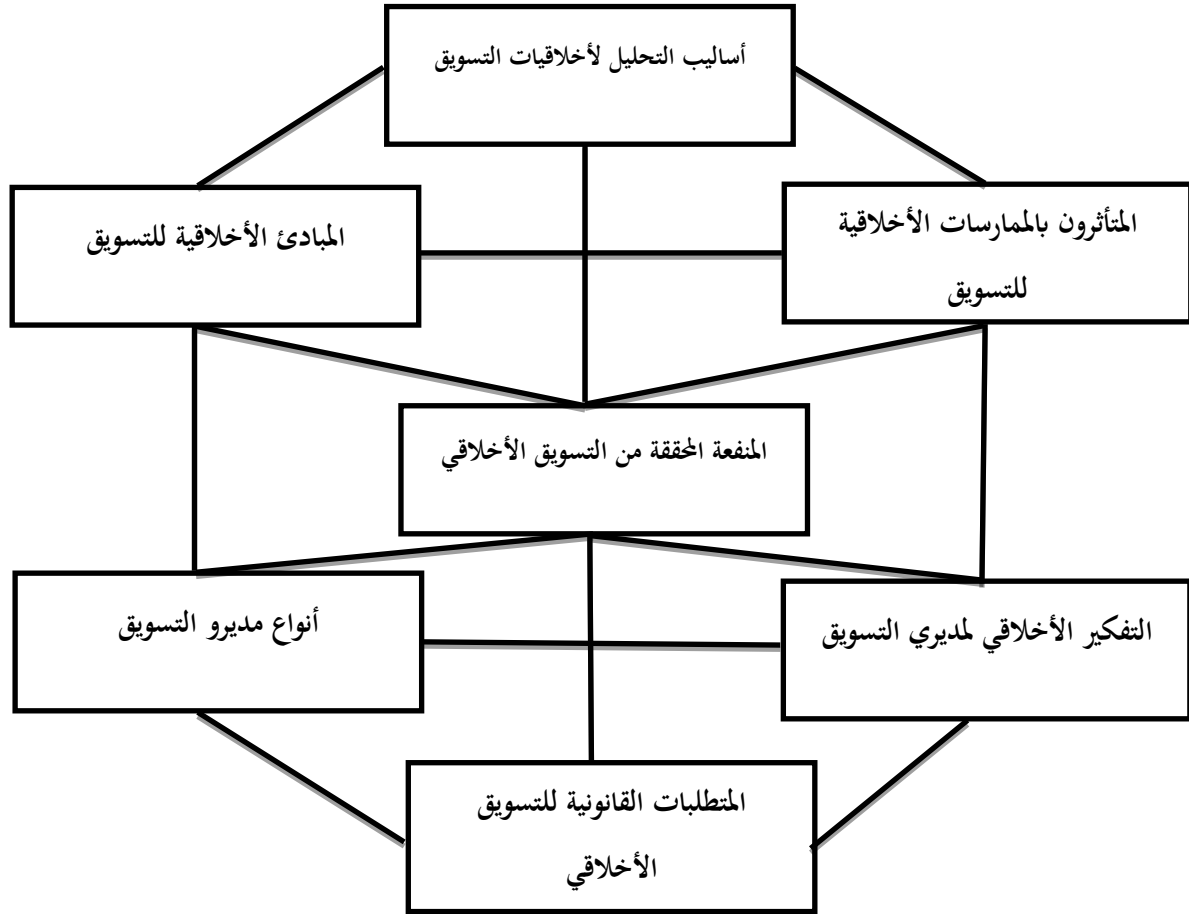 أساليب التحليل لأخلاقيات التسويق
المتأثرون بالممارسات الأخلاقية
للتسويق
المبادئ الأخلاقية للتسويق
المنفعة المحققة من التسويق الأخلاقي
التفكير الأخلاقي لمديري التسويق
أنواع مديرو التسويق
المتطلبات القانونية للتسويق
الأخلاقي